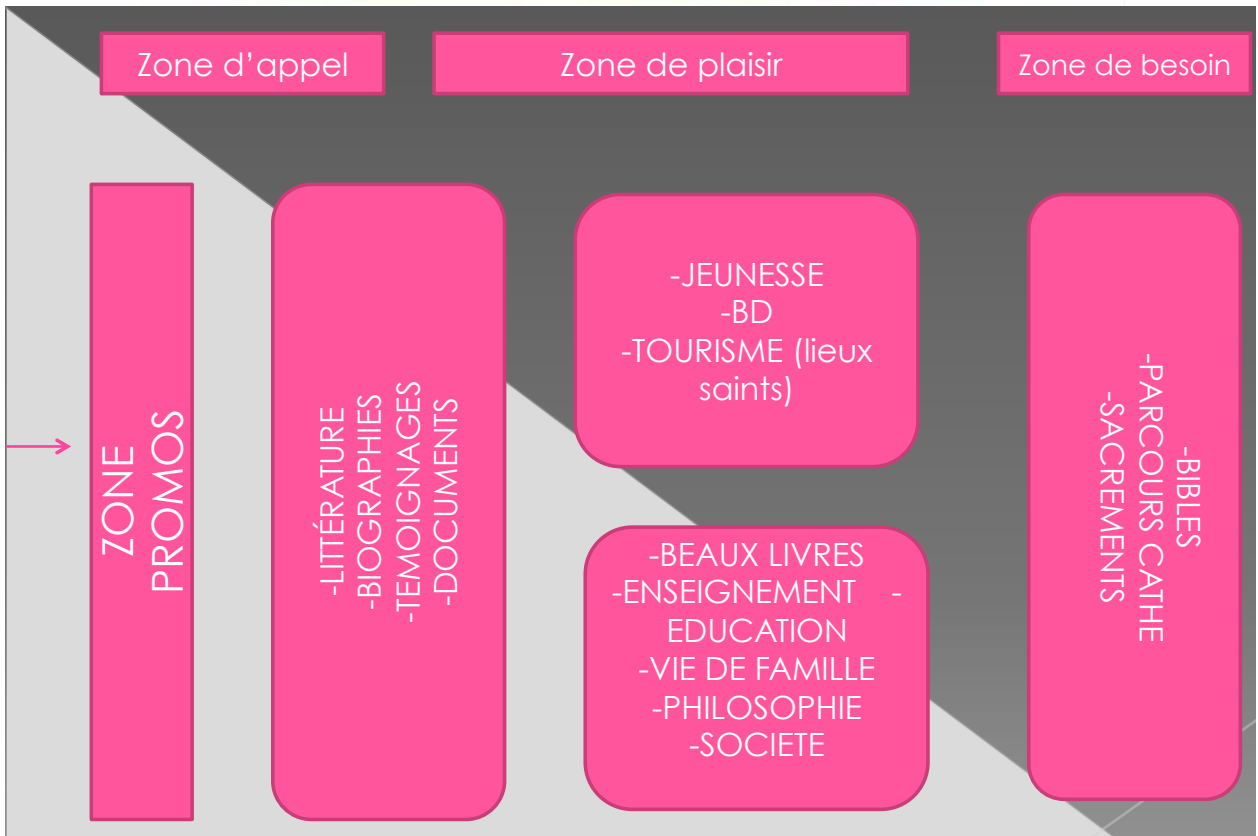 Zone d’appel
Zone de plaisir
Zone de besoin
ZONE
PROMOS
-LITTÉRATURE
-BIOGRAPHIES
-TEMOIGNAGES
-DOCUMENTS
-JEUNESSE
-BD
-TOURISME (lieux
saints)
-BEAUX LIVRES
-ENSEIGNEMENT -
EDUCATION
-VIE DE FAMILLE
-PHILOSOPHIE
-SOCIETE
-BIBLES
-PARCOURS CATHE
-SACREMENTS